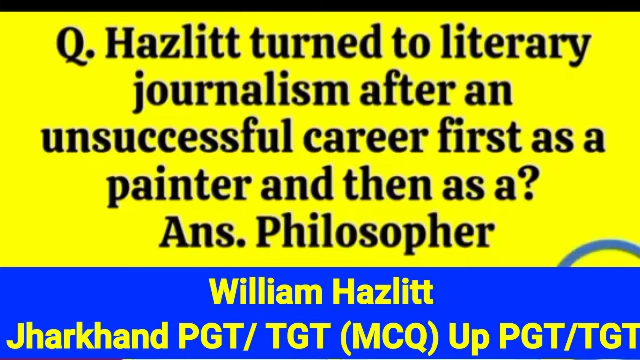 Q. Hazlitt turned to literary
journalism after an
unsuccessful career first as a
painter and then as a?
Ans. Philosopher
William Hazlitt
Jharkhand PGT/ TGT (MCQ) Up PGT/TGT